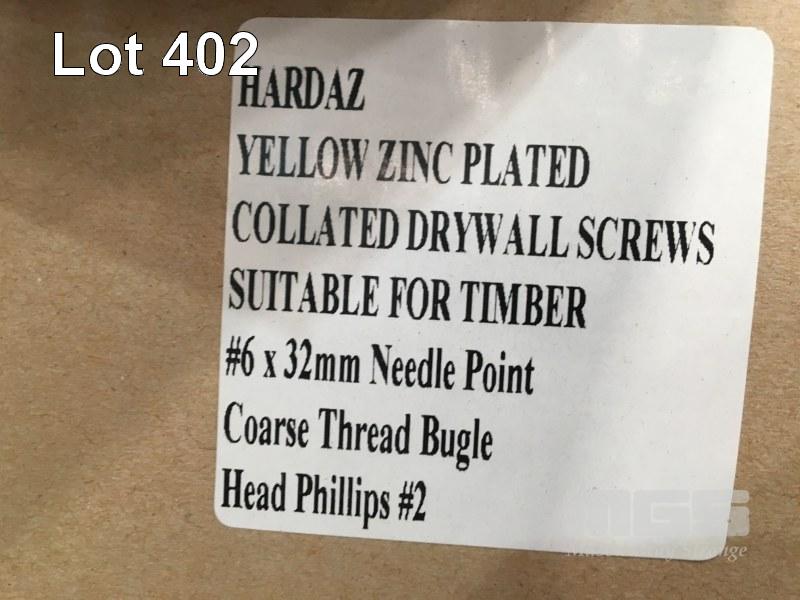 Lot 402
HARDAZ
YELLOW ZINC PLATED
COLLATED DRYWALL SCREWS
SUITABLE FOR TIMBER
#6 x 32mm Needle Point
Coarse Thread Bugle
Head Phillips #2
MGS